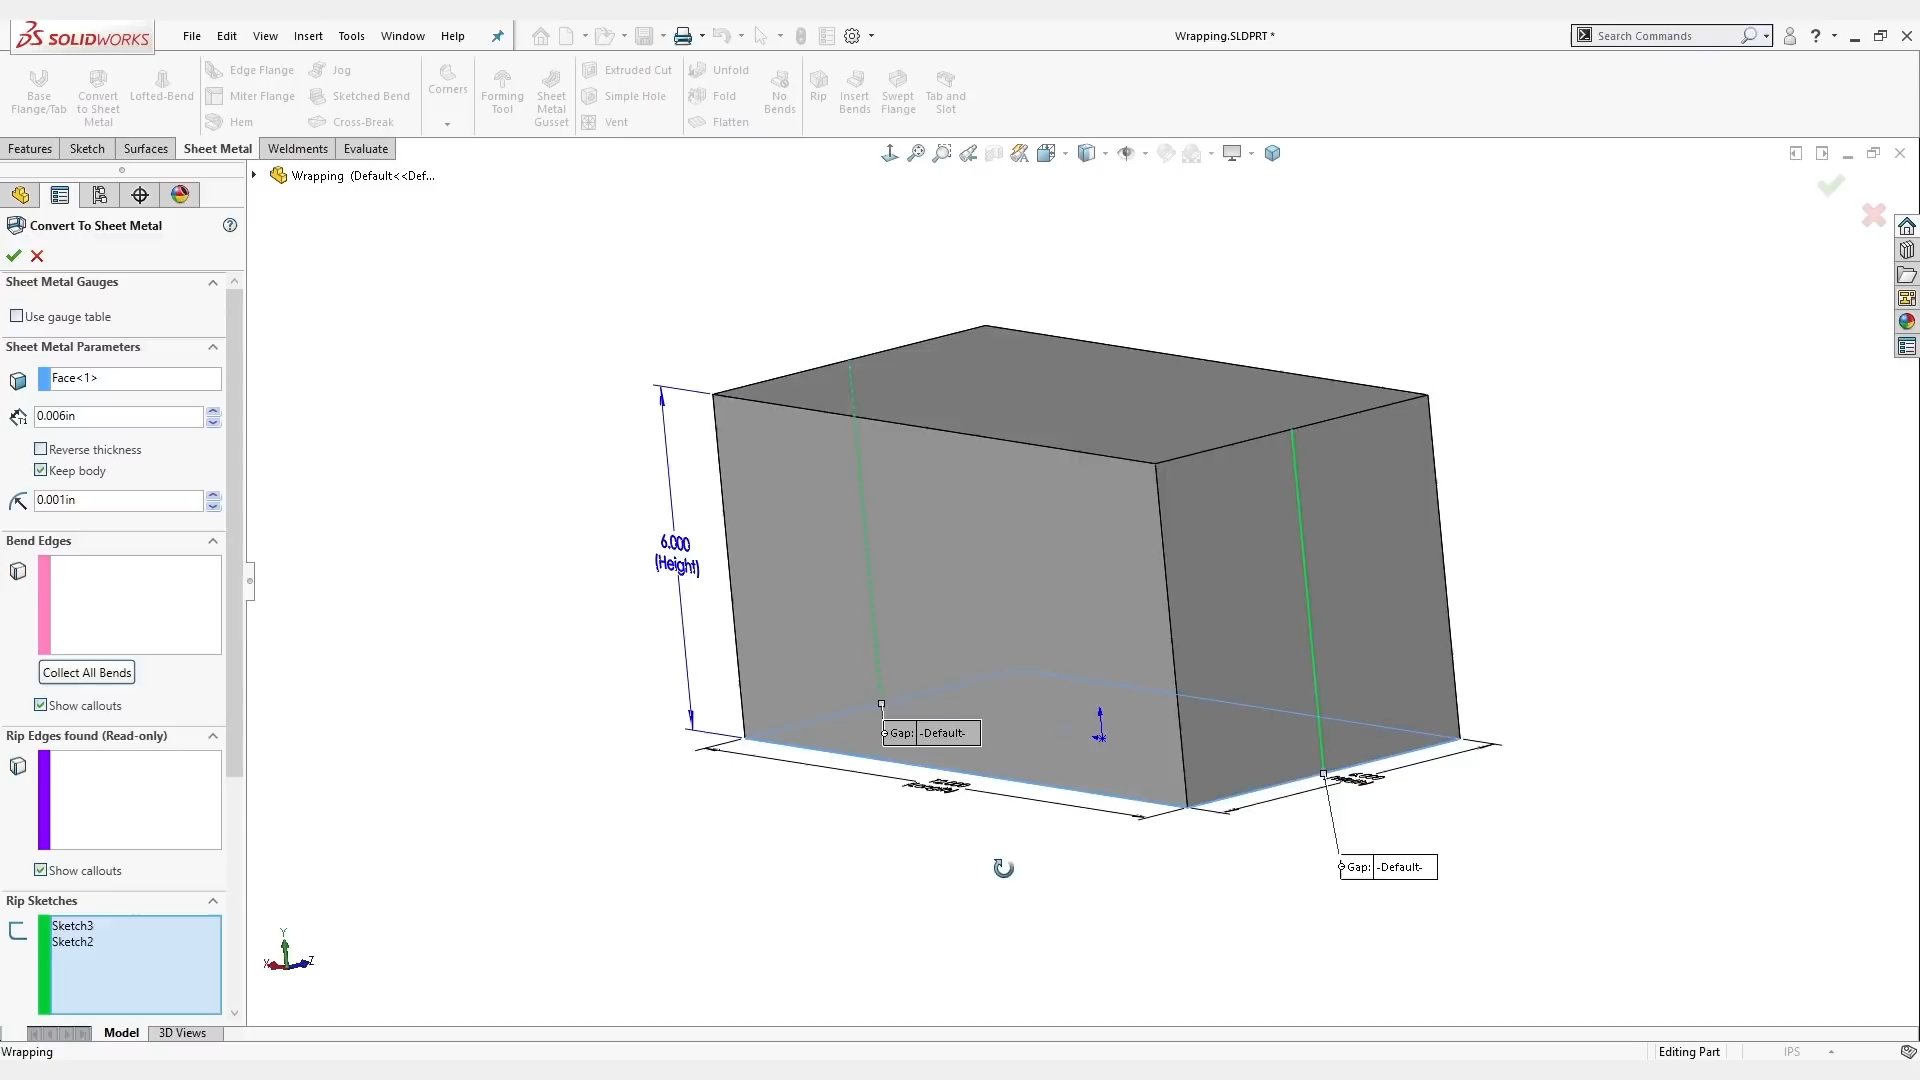 SOLIDWORKS
File Edit View Insert Tools Window Help
Wrapping.SLDPRT *
Search Commands
Base Flange/Tab
Convert to Sheet Metal
Lofted-Bend
Edge Flange
Miter Flange
Hem
Jog
Sketched Bend
Cross-Break
Corners
Forming Tool
Sheet Metal Gusset
Extruded Cut
Simple Hole
Vent
Unfold
Fold
Flatten
No Bends
Rip
Insert Bends
Swept Flange
Tab and Slot
Features Sketch Surfaces Sheet Metal Weldments Evaluate
Wrapping (Default<<Def...
Convert To Sheet Metal
Sheet Metal Gauges
Use gauge table
Sheet Metal Parameters
Face<1>
T1
0.006in
Reverse thickness
Keep body
0.001in
Bend Edges
Collect All Bends
Show callouts
Rip Edges found (Read-only)
Show callouts
Rip Sketches
Sketch3
Sketch2
6.000
(Height)
Gap: -Default-
Gap: -Default-
Y
X
Z
Model 3D Views
Wrapping
Editing Part
IPS